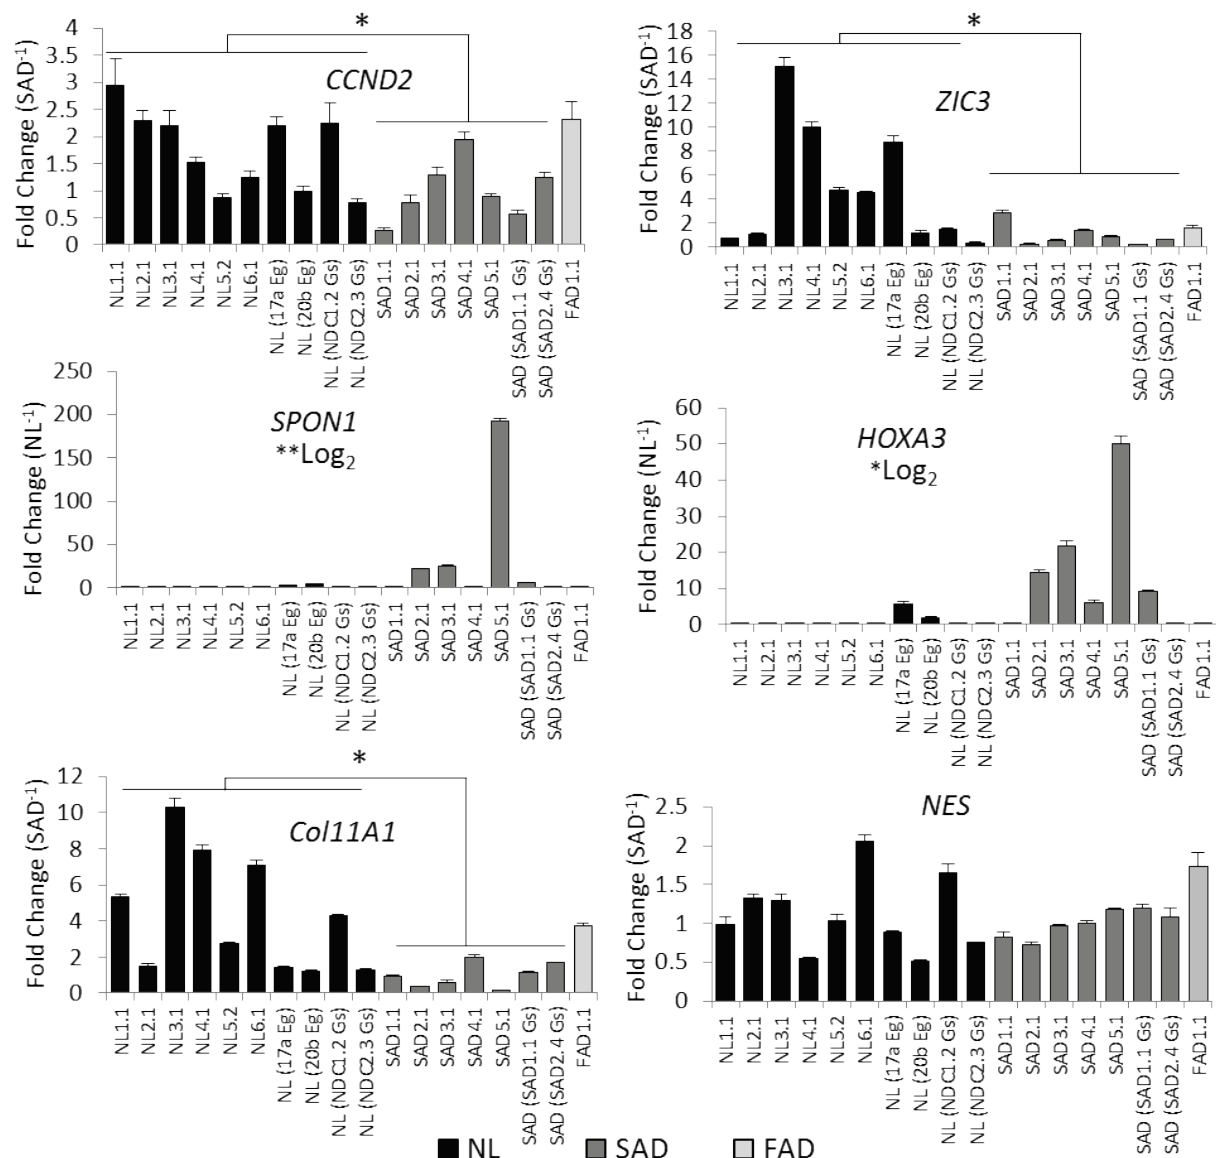 *
Fold Change (SAD-1)
CCND2
4
3.5
3
2.5
2
1.5
1
0.5
0
NL1.1
NL2.1
NL3.1
NL4.1
NL5.2
NL6.1
NL (17a Eg)
NL (20b Eg)
NL (NDC1.2 Gs)
NL (NDC2.3 Gs)
SAD1.1
SAD2.1
SAD3.1
SAD4.1
SAD5.1
SAD (SAD1.1 Gs)
SAD (SAD2.4 Gs)
FAD1.1
*
Fold Change (SAD-1)
ZIC3
18
16
14
12
10
8
6
4
2
0
NL1.1
NL2.1
NL3.1
NL4.1
NL5.2
NL6.1
NL (17a Eg)
NL (20b Eg)
NL (NDC1.2 Gs)
NL (NDC2.3 Gs)
SAD1.1
SAD2.1
SAD3.1
SAD4.1
SAD5.1
SAD (SAD1.1 Gs)
SAD (SAD2.4 Gs)
FAD1.1
Fold Change (NL-1)
SPON1
**Log2
250
200
150
100
50
0
NL1.1
NL2.1
NL3.1
NL4.1
NL5.2
NL6.1
NL (17a Eg)
NL (20b Eg)
NL (NDC1.2 Gs)
NL (NDC2.3 Gs)
SAD1.1
SAD2.1
SAD3.1
SAD4.1
SAD5.1
SAD (SAD1.1 Gs)
SAD (SAD2.4 Gs)
FAD1.1
Fold Change (NL-1)
HOXA3
*Log2
60
50
40
30
20
10
0
NL1.1
NL2.1
NL3.1
NL4.1
NL5.2
NL6.1
NL (17a Eg)
NL (20b Eg)
NL (NDC1.2 Gs)
NL (NDC2.3 Gs)
SAD1.1
SAD2.1
SAD3.1
SAD4.1
SAD5.1
SAD (SAD1.1 Gs)
SAD (SAD2.4 Gs)
FAD1.1
*
Fold Change (SAD-1)
Col11A1
12
10
8
6
4
2
0
NL1.1
NL2.1
NL3.1
NL4.1
NL5.2
NL6.1
NL (17a Eg)
NL (20b Eg)
NL (NDC1.2 Gs)
NL (NDC2.3 Gs)
SAD1.1
SAD2.1
SAD3.1
SAD4.1
SAD5.1
SAD (SAD1.1 Gs)
SAD (SAD2.4 Gs)
FAD1.1
Fold Change (SAD-1)
NES
2.5
2
1.5
1
0.5
0
NL1.1
NL2.1
NL3.1
NL4.1
NL5.2
NL6.1
NL (17a Eg)
NL (20b Eg)
NL (NDC1.2 Gs)
NL (NDC2.3 Gs)
SAD1.1
SAD2.1
SAD3.1
SAD4.1
SAD5.1
SAD (SAD1.1 Gs)
SAD (SAD2.4 Gs)
FAD1.1
NL SAD FAD